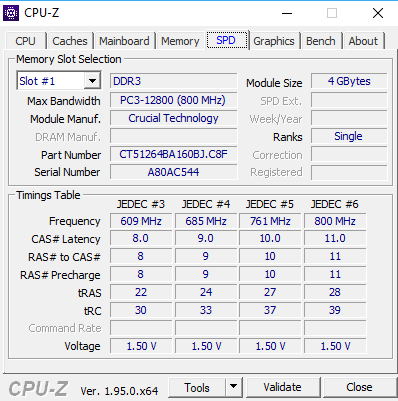 CPU-Z
CPU Caches Mainboard Memory SPD Graphics Bench About
Memory Slot Selection
Slot #1 DDR3 Module Size 4 GBytes
Max Bandwidth PC3-12800 (800 MHz) SPD Ext.
Module Manuf. Crucial Technology Week/Year
DRAM Manuf. Ranks Single
Part Number CT51264BA160BJ.C8F Correction
Serial Number A80AC544 Registered
Timings Table
JEDEC #3 JEDEC #4 JEDEC #5 JEDEC #6
Frequency 609 MHz 685 MHz 761 MHz 800 MHz
CAS# Latency 8.0 9.0 10.0 11.0
RAS# to CAS# 8 9 10 11
RAS# Precharge 8 9 10 11
tRAS 22 24 27 28
tRC 30 33 37 39
Command Rate
Voltage 1.50 V 1.50 V 1.50 V 1.50 V
CPU-Z Ver. 1.95.0.x64 Tools Validate Close